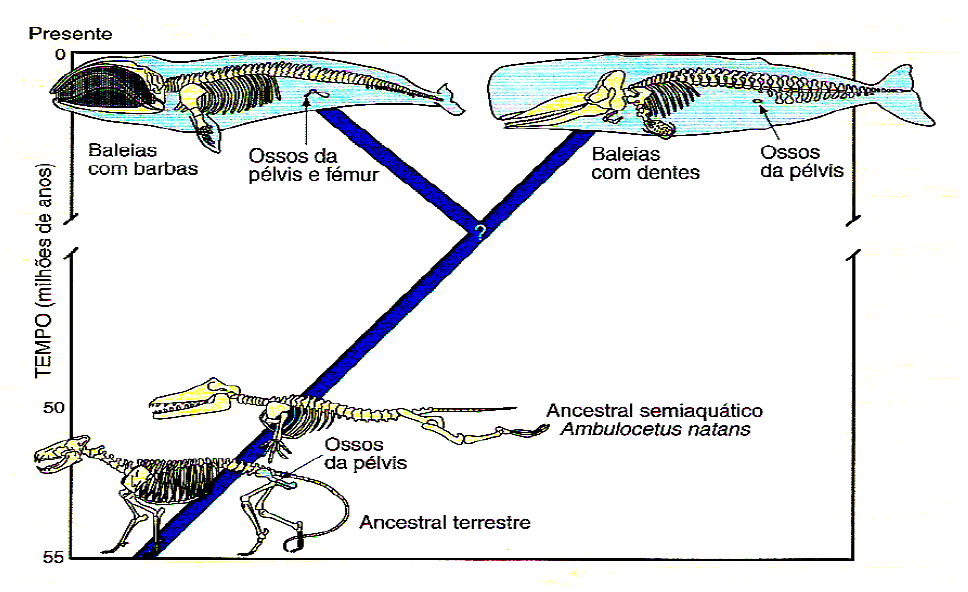 Presente
0
Baleias
com barbas
Ossos da
pélvis e fémur
Baleias
com dentes
Ossos
da pélvis
?
TEMPO (milhões de anos)
50
Ancestral semiaquático
Ambulocetus natans
Ossos
da pélvis
Ancestral terrestre
55